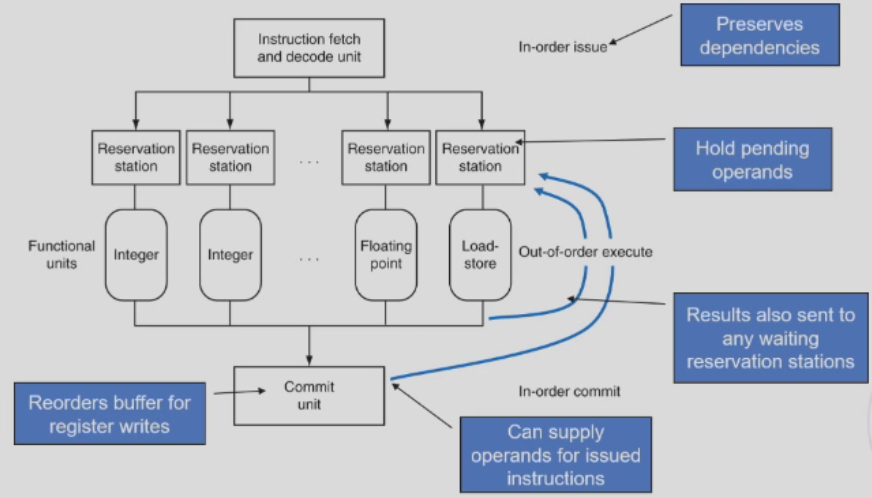 Instruction fetch
and decode unit
In-order issue
Preserves
dependencies
Reservation
station
Reservation
station
. . .
Reservation
station
Reservation
station
Hold pending
operands
Functional
units
Integer
Integer
. . .
Floating
point
Load-
store
Out-of-order execute
Results also sent to
any waiting
reservation stations
Commit
unit
In-order commit
Reorders buffer for
register writes
Can supply
operands for issued
instructions